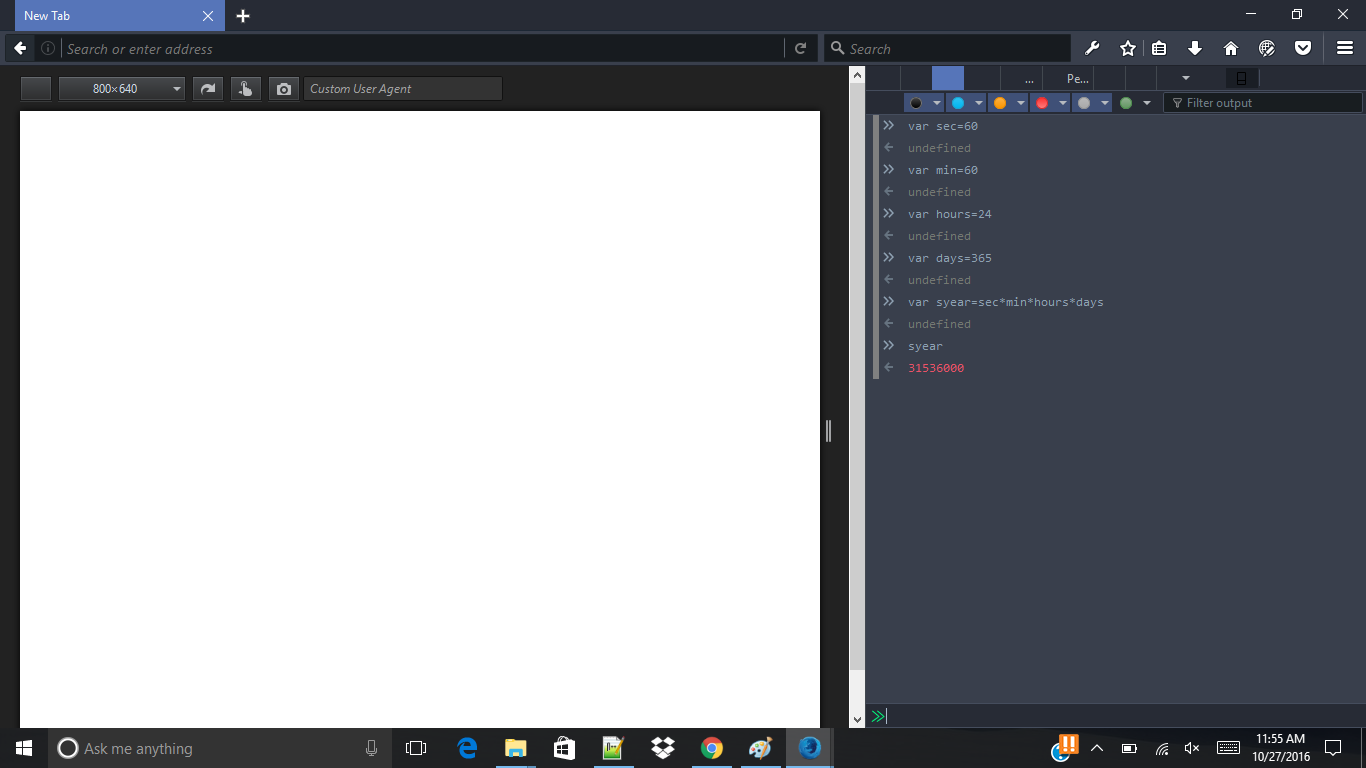 New Tab
Search or enter address
Search
800×640
Custom User Agent
...
Pe...
Filter output
var sec=60
undefined
var min=60
undefined
var hours=24
undefined
var days=365
undefined
var syear=sec*min*hours*days
undefined
syear
31536000
Ask me anything
11:55 AM
10/27/2016